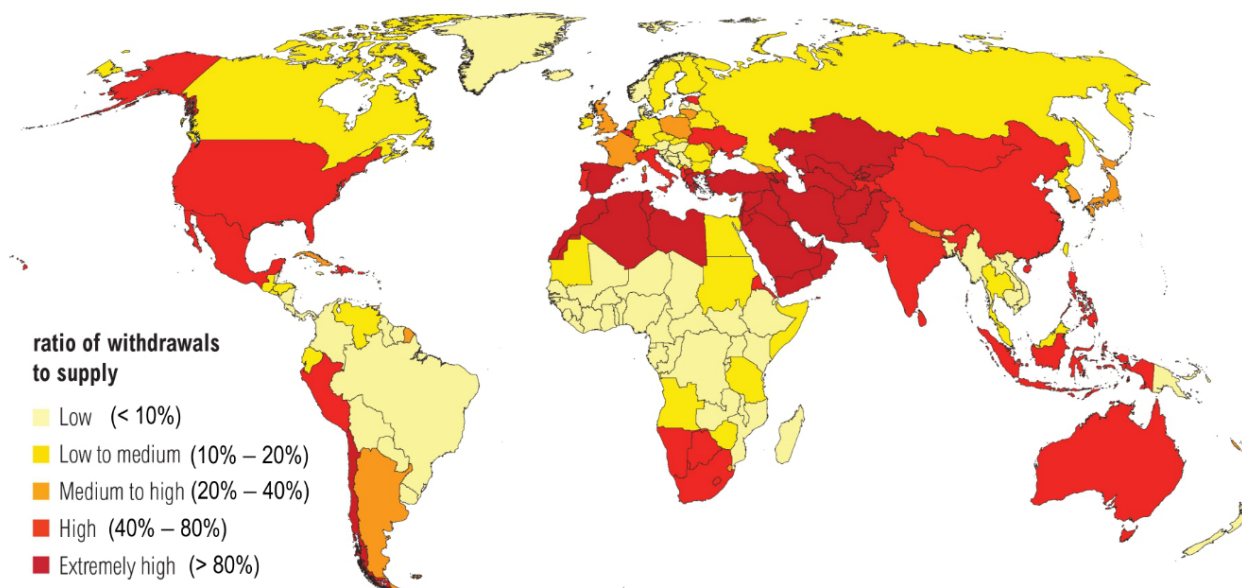 ratio of withdrawals
to supply
Low (< 10%)
Low to medium (10% – 20%)
Medium to high (20% – 40%)
High (40% – 80%)
Extremely high (> 80%)